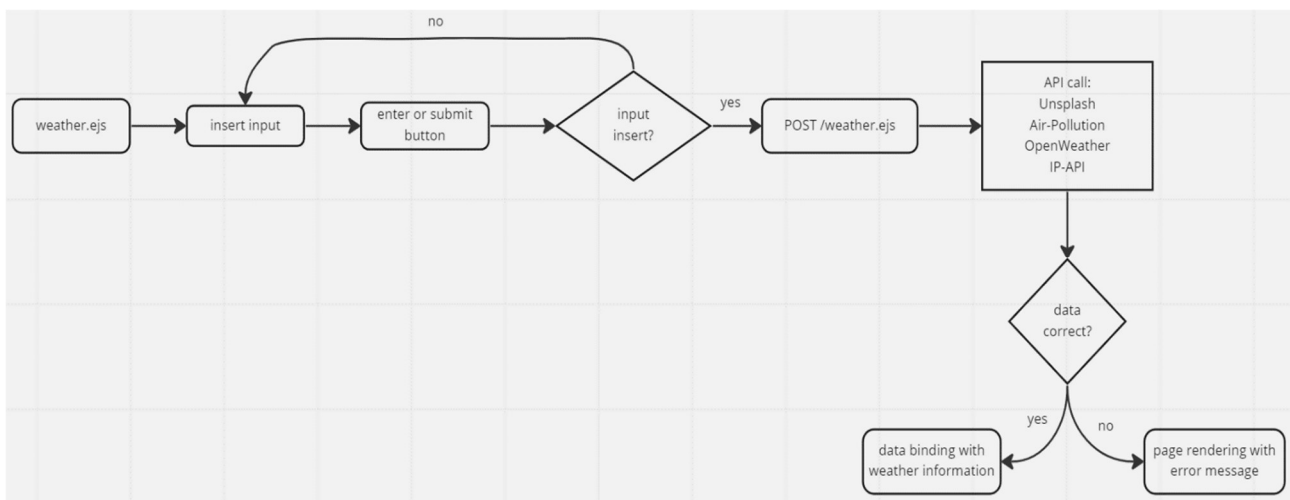 no
weather.ejs
insert input
enter or submit
button
input
insert?
yes
POST /weather.ejs
API call:
Unsplash
Air-Pollution
OpenWeather
IP-API
data
correct?
yes
no
data binding with
weather information
page rendering with
error message